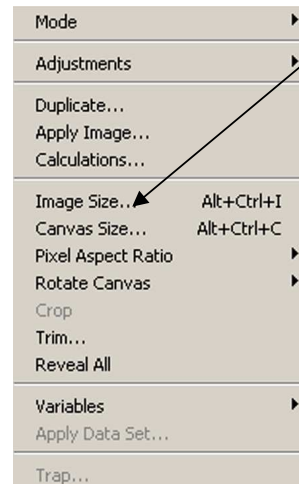 Mode
Adjustments
Duplicate...
Apply Image...
Calculations...
Image Size... Alt+Ctrl+I
Canvas Size... Alt+Ctrl+C
Pixel Aspect Ratio
Rotate Canvas
Crop
Trim...
Reveal All
Variables
Apply Data Set...
Trap...